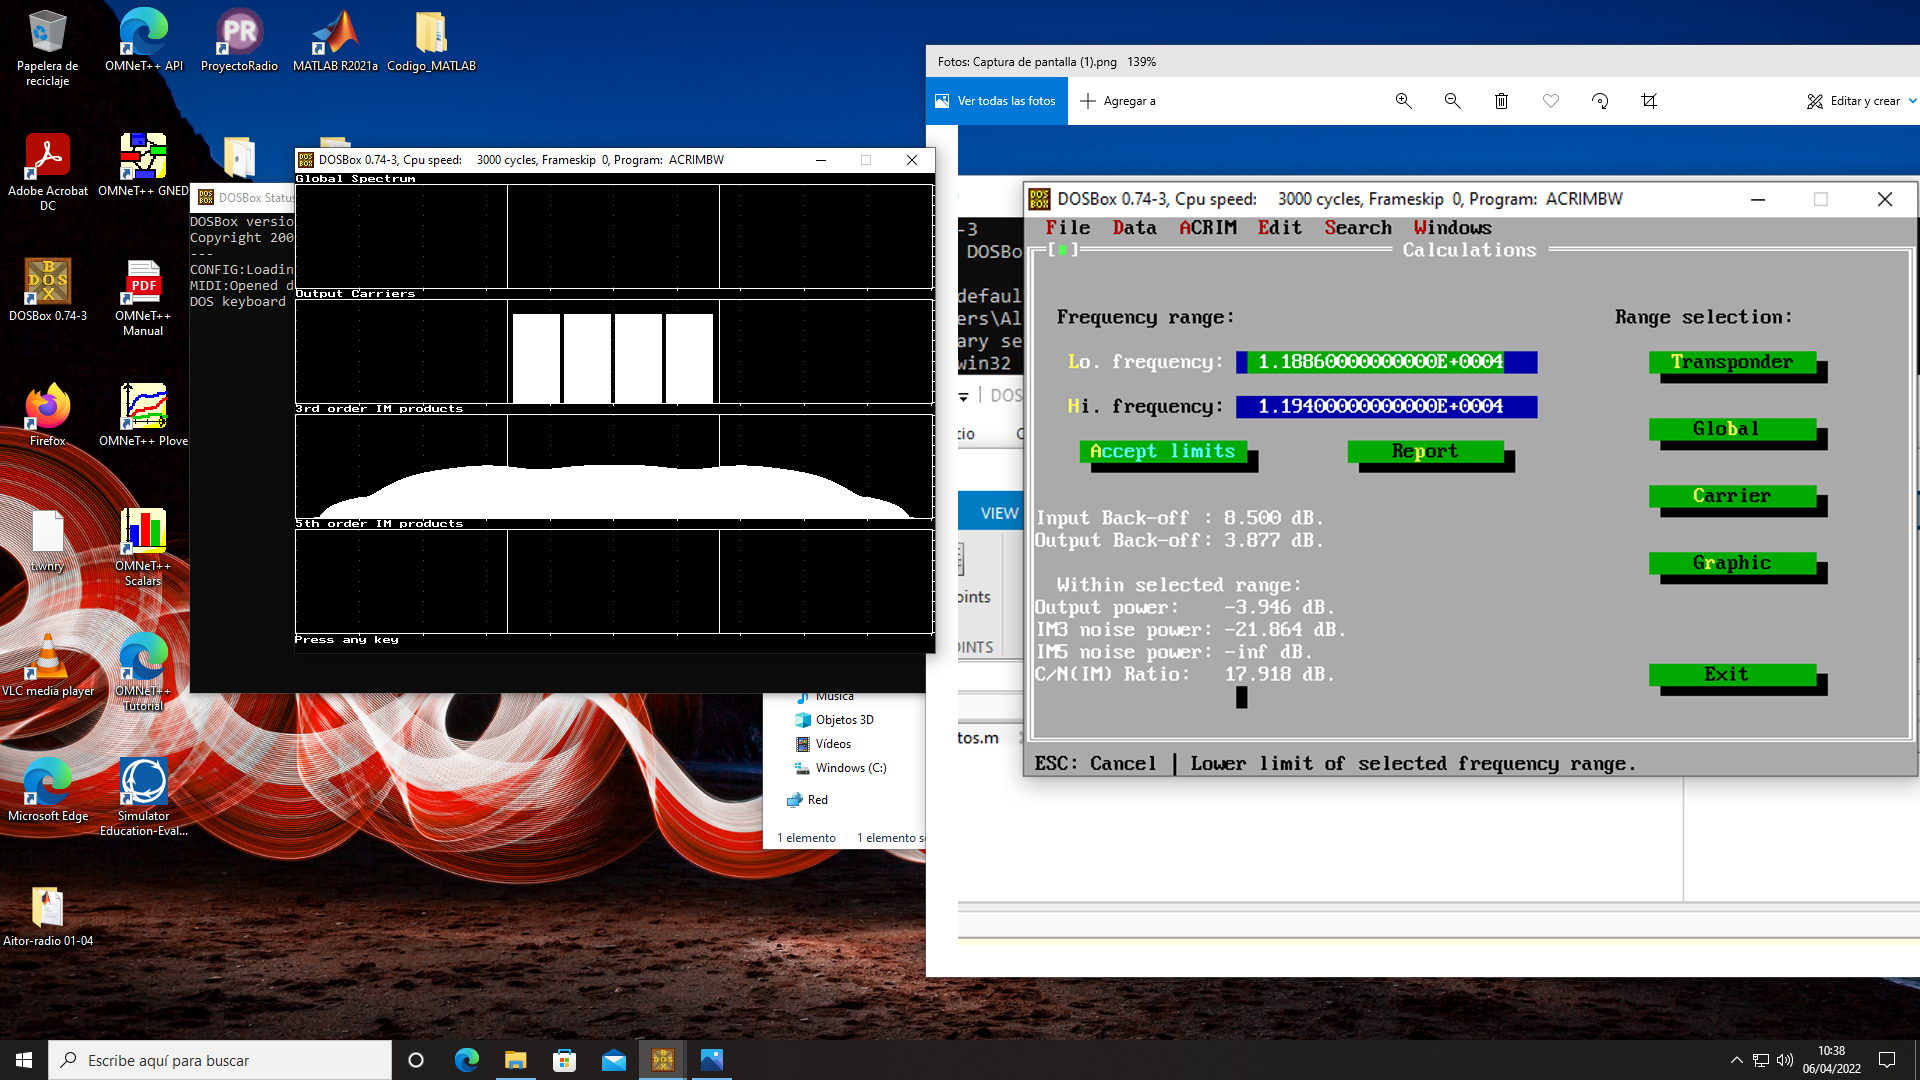 Papelera de
reciclaje
OMNeT++ API
ProyectoRadio
MATLAB R2021a
Codigo_MATLAB
Adobe Acrobat
DC
OMNeT++ GNED
DOSBox 0.74-3
OMNeT++
Manual
Firefox
OMNeT++ Plove
t.wnry
OMNeT++
Scalars
VLC media player
OMNeT++
Tutorial
Microsoft Edge
Simulator
Education-Eval...
Aitor-radio 01-04
DOSBox Status
DOSBox versio
Copyright 200
---
CONFIG:Loadin
MIDI:Opened d
DOS keyboard
DOSBox 0.74-3, Cpu speed: 3000 cycles, Frameskip 0, Program: ACRIMBW
Global Spectrum
Output Carriers
3rd order IM products
5th order IM products
Press any key
Música
Objetos 3D
Vídeos
Windows (C:)
Red
1 elemento
1 elemento s
Fotos: Captura de pantalla (1).png 139%
Ver todas las fotos
Agregar a
Editar y crear
-3
DOSBo
default
ers\Al
ary se
win32
DOS
cio
VIEW
oints
OINTS
tos.m
DOSBox 0.74-3, Cpu speed: 3000 cycles, Frameskip 0, Program: ACRIMBW
File Data ACRIM Edit Search Windows
Calculations
Frequency range:
Range selection:
Lo. frequency: 1.18860000000000E+0004
Transponder
Hi. frequency: 1.19400000000000E+0004
Global
Accept limits
Report
Carrier
Input Back-off : 8.500 dB.
Output Back-off: 3.877 dB.
Graphic
Within selected range:
Output power: -3.946 dB.
IM3 noise power: -21.864 dB.
IM5 noise power: -inf dB.
C/N(IM) Ratio: 17.918 dB.
Exit
ESC: Cancel | Lower limit of selected frequency range.
Escribe aquí para buscar
10:38
06/04/2022